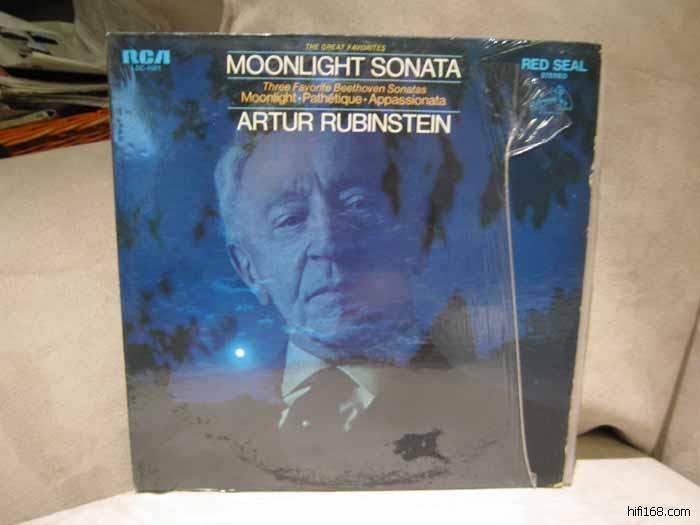 THE GREAT FAVORITES
RCA
MOONLIGHT SONATA
RED SEAL
STEREO
Three Favorite Beethoven Sonatas
Moonlight • Pathétique • Appassionata
ARTUR RUBINSTEIN
hifi168.com